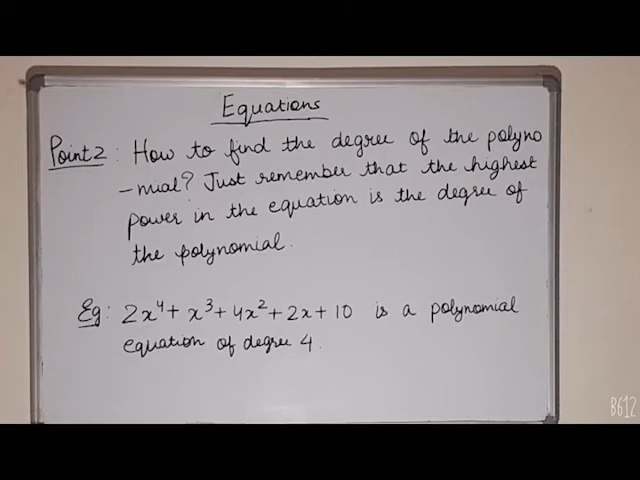 Equations
Point 2 : How to find the degree of the polyno
-mial? Just remember that the highest
power in the equation is the degree of
the polynomial.
Eg: 2x⁴ + x³ + 4x² + 2x + 10 is a polynomial
equation of degree 4.
B612